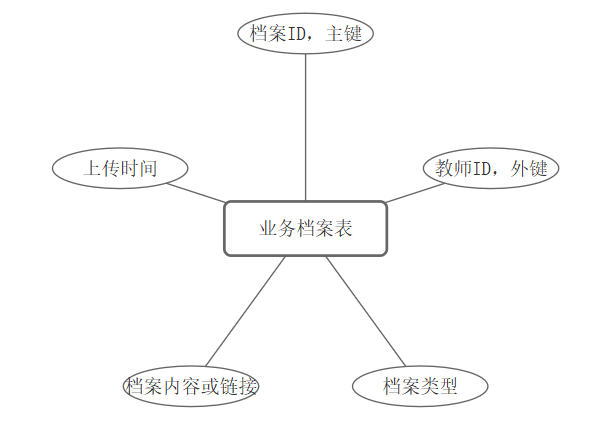 档案ID，主键
上传时间
教师ID，外键
业务档案表
档案内容或链接
档案类型